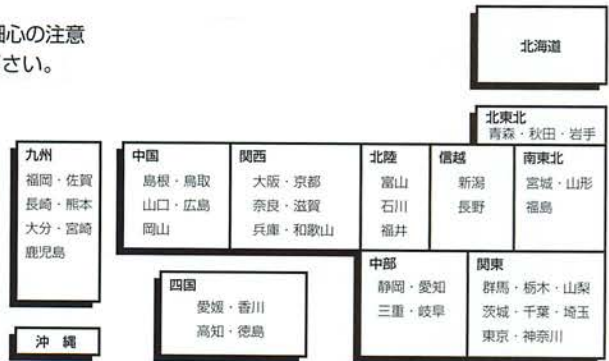 細心の注意
さい。
北海道
北東北
青森・秋田・岩手
九州
福岡・佐賀
長崎・熊本
大分・宮崎
鹿児島
中国
島根・鳥取
山口・広島
岡山
関西
大阪・京都
奈良・滋賀
兵庫・和歌山
北陸
富山
石川
福井
信越
新潟
長野
南東北
宮城・山形
福島
中部
静岡・愛知
三重・岐阜
関東
群馬・栃木・山梨
茨城・千葉・埼玉
東京・神奈川
四国
愛媛・香川
高知・徳島
沖縄